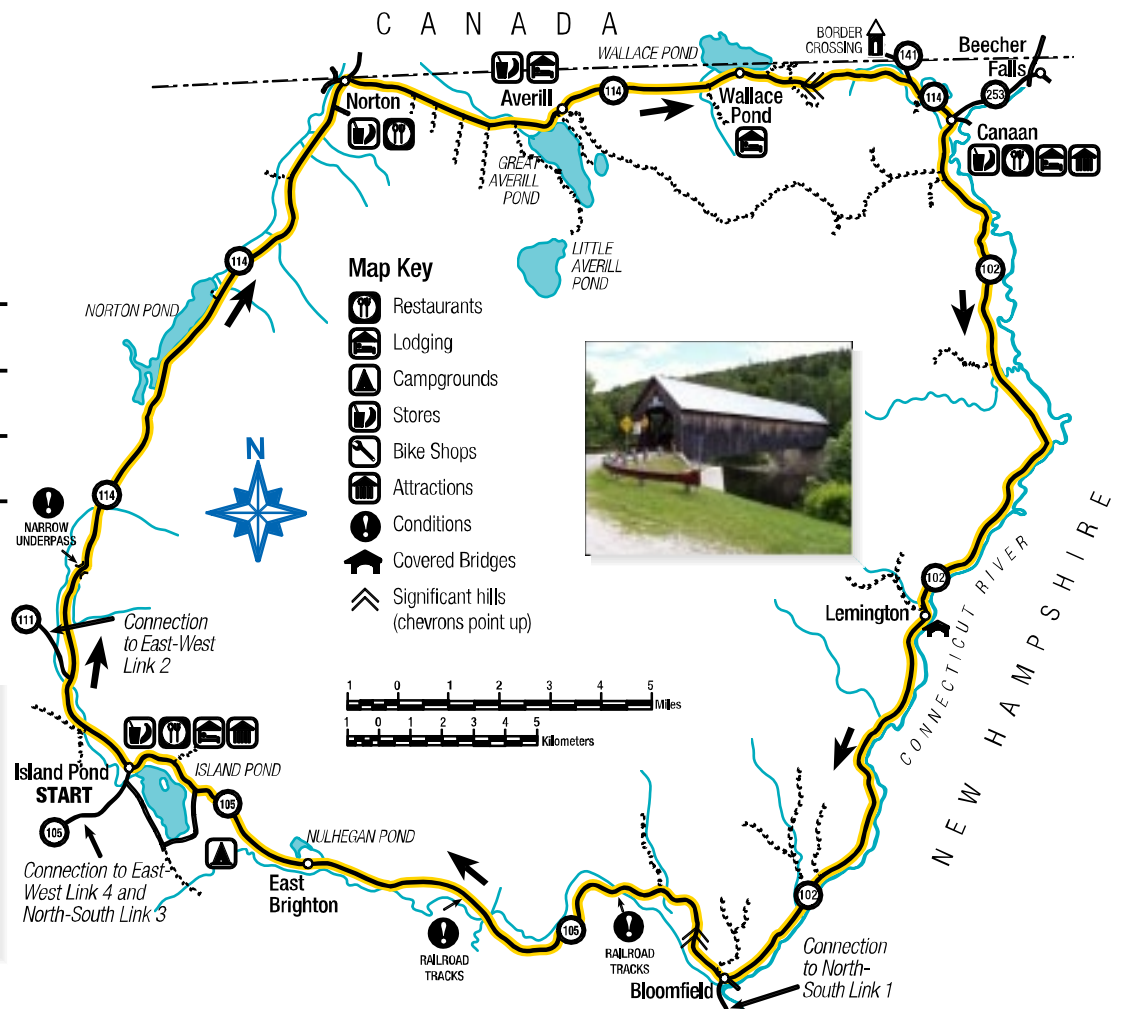 CANADA
WALLACE POND
BORDER
CROSSING
141
Beecher
Falls
253
Norton
Averill
114
Wallace
Pond
114
Canaan
GREAT
AVERILL
POND
LITTLE
AVERILL
POND
102
114
NORTON POND
Map Key
Restaurants
Lodging
Campgrounds
Stores
Bike Shops
Attractions
Conditions
Covered Bridges
Significant hills
(chevrons point up)
N
114
NARROW
UNDERPASS
111
Connection
to East-West
Link 2
102
Lemington
CONNECTICUT RIVER
NEW HAMPSHIRE
1 0 1 2 3 4 5
Miles
1 0 1 2 3 4 5
Kilometers
Island Pond
START
ISLAND POND
105
105
Connection to East-
West Link 4 and
North-South Link 3
NULHEGAN POND
East
Brighton
RAILROAD
TRACKS
105
RAILROAD
TRACKS
102
Bloomfield
Connection
to North-
South Link 1